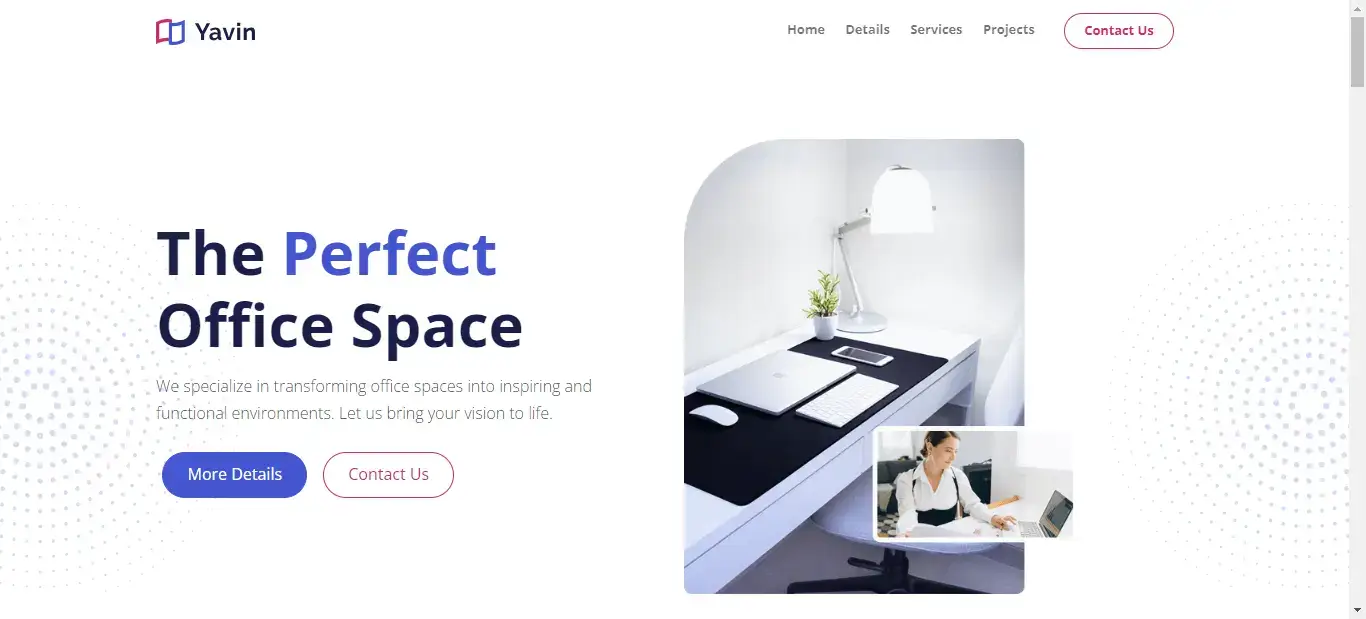 Yavin
Home Details Services Projects Contact Us
The Perfect
Office Space
We specialize in transforming office spaces into inspiring and
functional environments. Let us bring your vision to life.
More Details Contact Us